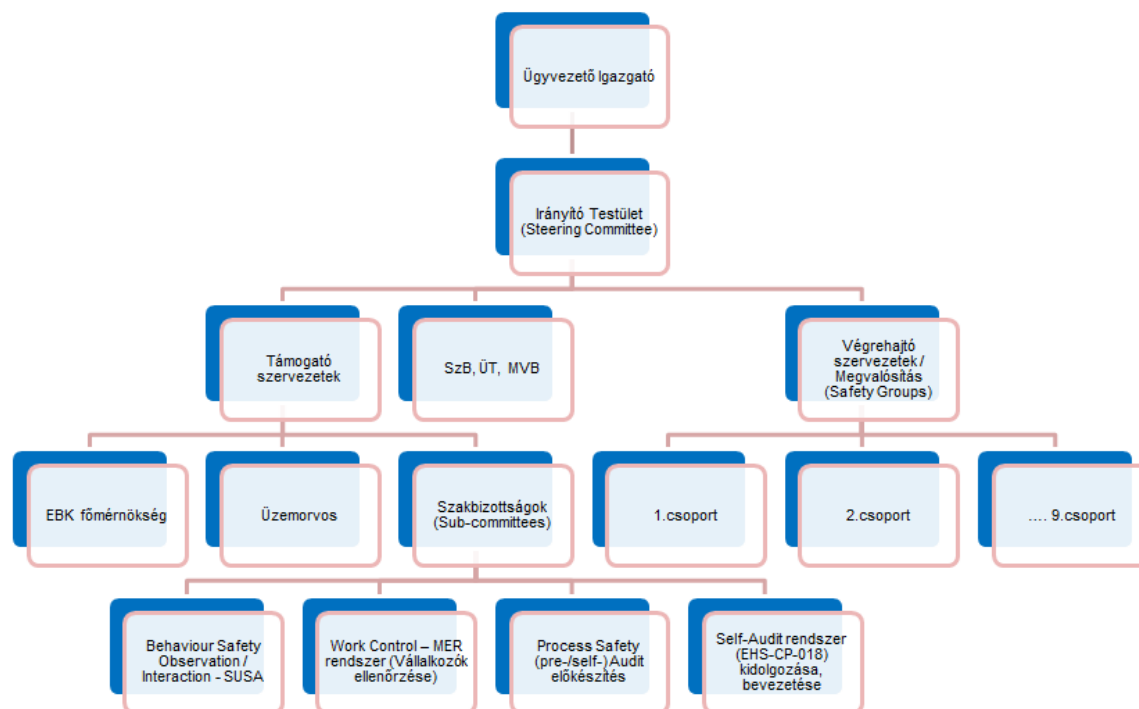 Ügyvezető Igazgató
Irányító Testület
(Steering Committee)
Támogató
szervezetek
SzB, ÜT, MVB
Végrehajtó
szervezetek /
Megvalósítás
(Safety Groups)
EBK főmérnökség
Üzemorvos
Szakbizottságok
(Sub-committees)
1.csoport
2.csoport
.... 9.csoport
Behaviour Safety
Observation /
Interaction - SUSA
Work Control – MER
rendszer (Vállalkozók
ellenőrzése)
Process Safety
(pre-/self-) Audit
előkészítés
Self-Audit rendszer
(EHS-CP-018)
kidolgozása,
bevezetése